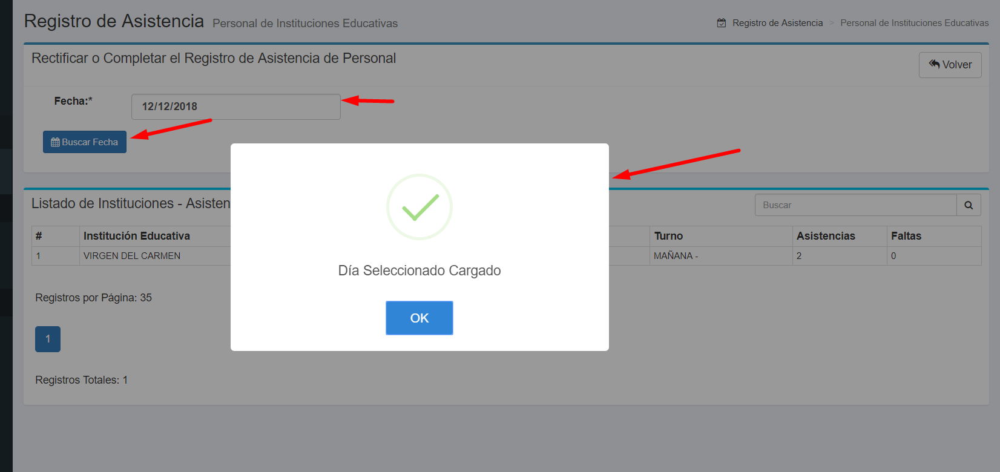 Registro de Asistencia Personal de Instituciones Educativas
Registro de Asistencia > Personal de Instituciones Educativas
Rectificar o Completar el Registro de Asistencia de Personal
Volver
Fecha:* 12/12/2018
Buscar Fecha
Día Seleccionado Cargado
OK
Listado de Instituciones - Asisten
Buscar
# Institución Educativa Turno Asistencias Faltas
1 VIRGEN DEL CARMEN MAÑANA - 2 0
Registros por Página: 35
1
Registros Totales: 1